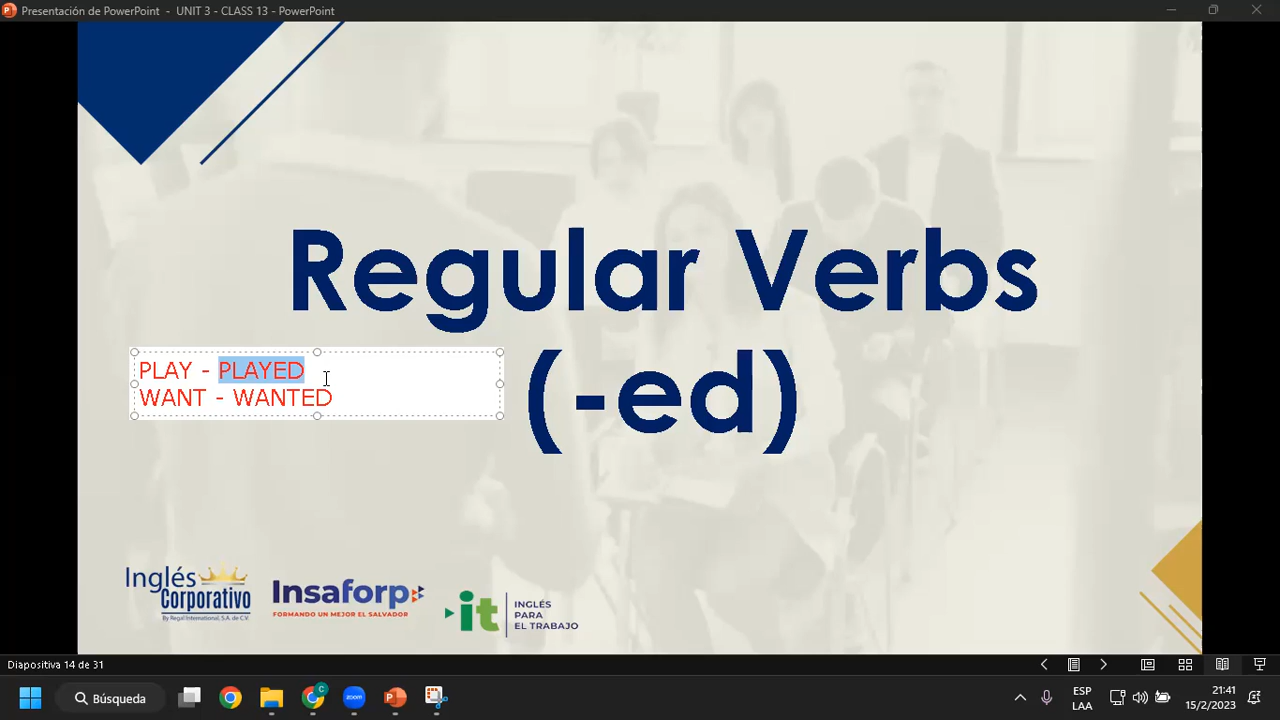 Presentación de PowerPoint - UNIT 3 - CLASS 13 - PowerPoint
Regular Verbs
(-ed)
PLAY - PLAYED
WANT - WANTED
Inglés
Corporativo
By Regal International, S.A. de C.V.
Insaforp
FORMANDO UN MEJOR EL SALVADOR
it
INGLÉS
PARA
EL TRABAJO
Diapositiva 14 de 31
Búsqueda
zoom
ESP
LAA
21:41
15/2/2023